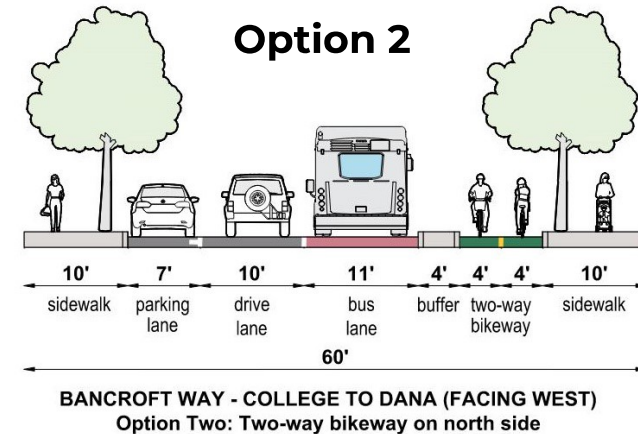 Option 2
10' 7' 10' 11' 4' 4' 4' 10'
sidewalk parking lane drive lane bus lane buffer two-way bikeway sidewalk
60'
BANCROFT WAY - COLLEGE TO DANA (FACING WEST)
Option Two: Two-way bikeway on north side